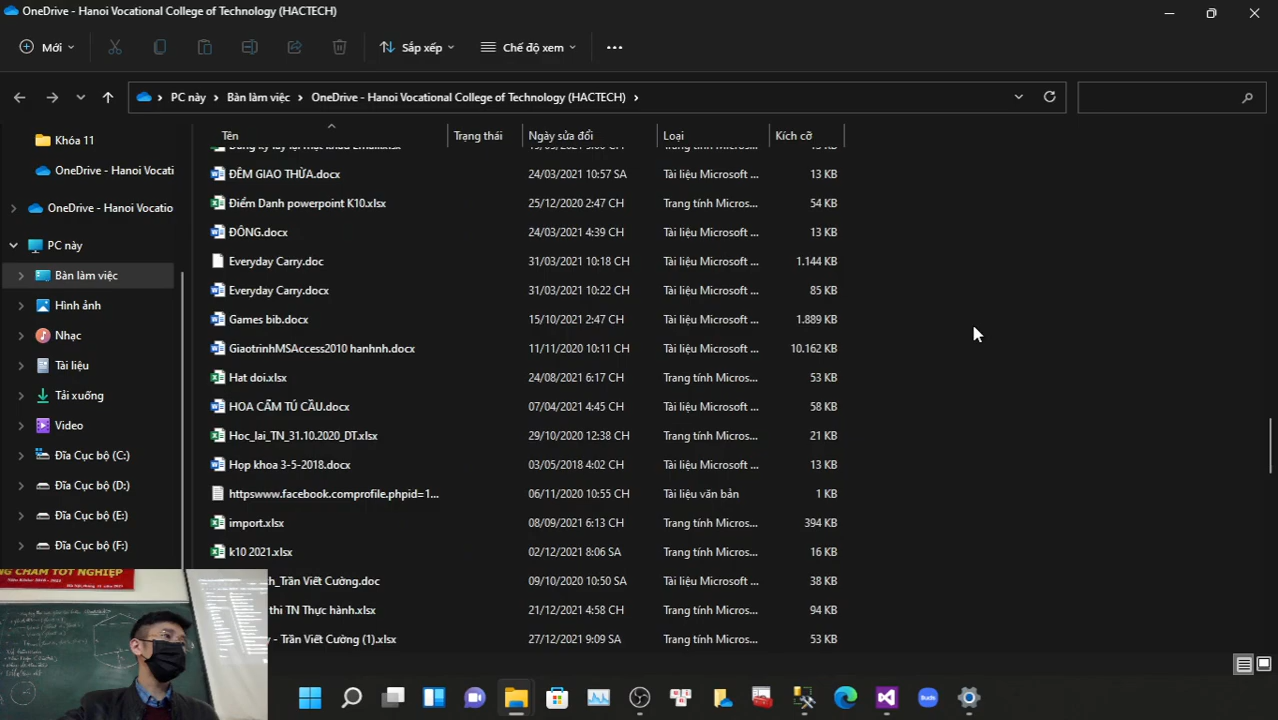 OneDrive - Hanoi Vocational College of Technology (HACTECH)
Mới
Sắp xếp
Chế độ xem
PC này > Bàn làm việc > OneDrive - Hanoi Vocational College of Technology (HACTECH) >
Khóa 11
OneDrive - Hanoi Vocati
OneDrive - Hanoi Vocatio
PC này
Bàn làm việc
Hình ảnh
Nhạc
Tài liệu
Tải xuống
Video
Đĩa Cục bộ (C:)
Đĩa Cục bộ (D:)
Đĩa Cục bộ (E:)
Đĩa Cục bộ (F:)
Tên Trạng thái Ngày sửa đổi Loại Kích cỡ
ĐÊM GIAO THỪA.docx 24/03/2021 10:57 SA Tài liệu Microsoft ... 13 KB
Điểm Danh powerpoint K10.xlsx 25/12/2020 2:47 CH Trang tính Micros... 54 KB
ĐÔNG.docx 24/03/2021 4:39 CH Tài liệu Microsoft ... 13 KB
Everyday Carry.doc 31/03/2021 10:18 CH Tài liệu Microsoft ... 1.144 KB
Everyday Carry.docx 31/03/2021 10:22 CH Tài liệu Microsoft ... 85 KB
Games bib.docx 15/10/2021 2:47 CH Tài liệu Microsoft ... 1.889 KB
GiaotrinhMSAccess2010 hanhnh.docx 11/11/2020 10:11 CH Tài liệu Microsoft ... 10.162 KB
Hat doi.xlsx 24/08/2021 6:17 CH Trang tính Micros... 53 KB
HOA CẨM TÚ CẦU.docx 07/04/2021 4:45 CH Tài liệu Microsoft ... 58 KB
Hoc_lai_TN_31.10.2020_DT.xlsx 29/10/2020 12:38 CH Trang tính Micros... 21 KB
Họp khoa 3-5-2018.docx 03/05/2018 4:02 CH Tài liệu Microsoft ... 13 KB
httpswww.facebook.comprofile.phpid=1... 06/11/2020 10:55 CH Tài liệu văn bản 1 KB
import.xlsx 08/09/2021 6:13 CH Trang tính Micros... 394 KB
k10 2021.xlsx 02/12/2021 8:06 SA Trang tính Micros... 16 KB
h_Trần Viết Cường.doc 09/10/2020 10:50 SA Tài liệu Microsoft ... 38 KB
thi TN Thực hành.xlsx 21/12/2021 4:58 CH Trang tính Micros... 94 KB
- Trần Viết Cường (1).xlsx 27/12/2021 9:09 SA Trang tính Micros... 53 KB
NG CHẤM TỐT NGHIỆP